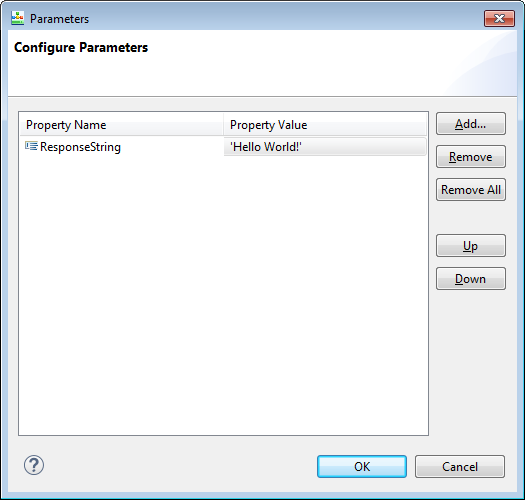 Parameters
Configure Parameters
Property Name Property Value
ResponseString 'Hello World!'
Add...
Remove
Remove All
Up
Down
? OK Cancel